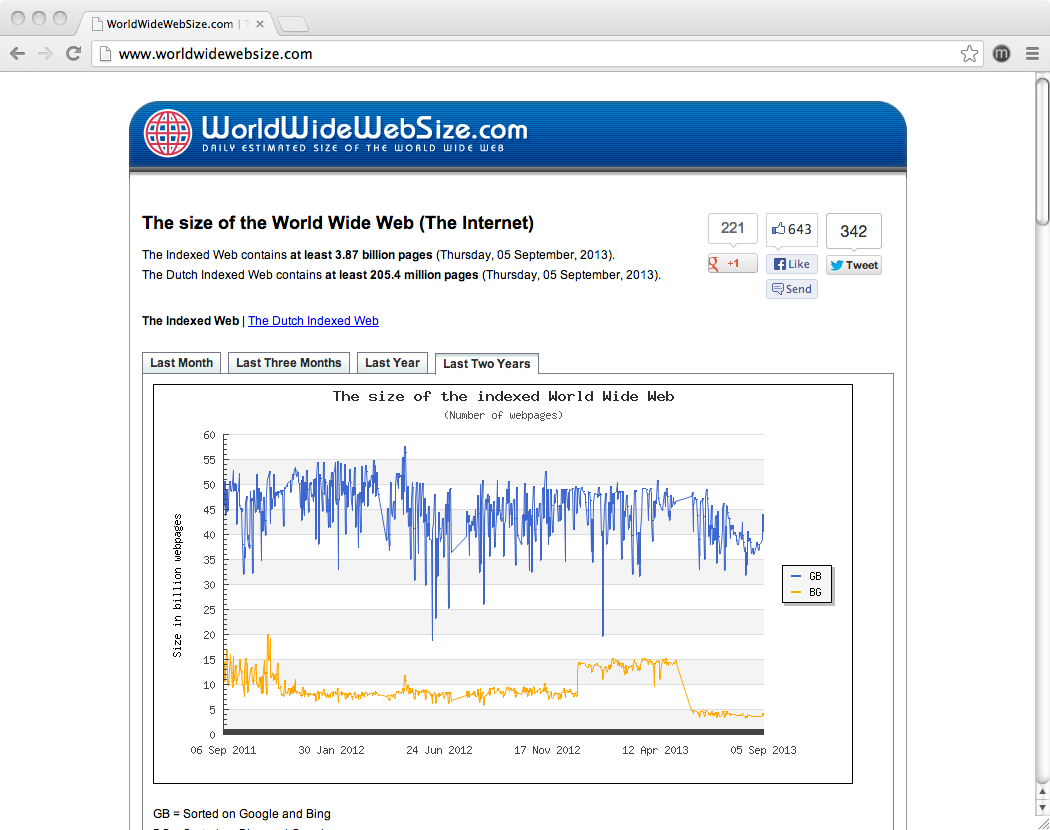 WorldWideWebSize.com | T
www.worldwidewebsize.com
m
WorldWideWebSize.com
DAILY ESTIMATED SIZE OF THE WORLD WIDE WEB
The size of the World Wide Web (The Internet)
The Indexed Web contains at least 3.87 billion pages (Thursday, 05 September, 2013).
The Dutch Indexed Web contains at least 205.4 million pages (Thursday, 05 September, 2013).
221
643
342
g +1
Like
Tweet
Send
The Indexed Web | The Dutch Indexed Web
Last Month
Last Three Months
Last Year
Last Two Years
The size of the indexed World Wide Web
(Number of webpages)
Size in billion webpages
60
55
50
45
40
35
30
25
20
15
10
5
0
06 Sep 2011
30 Jan 2012
24 Jun 2012
17 Nov 2012
12 Apr 2013
05 Sep 2013
GB
BG
GB = Sorted on Google and Bing